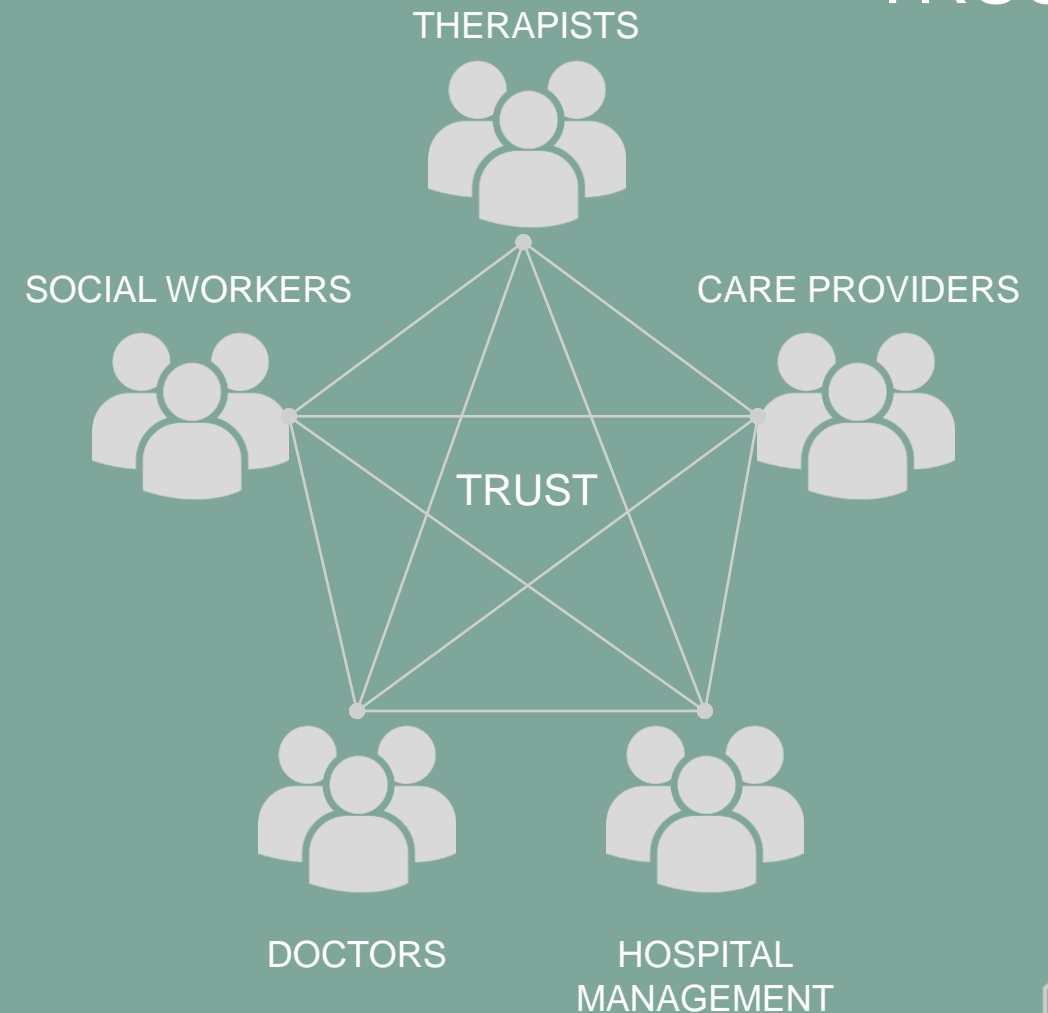 THERAPISTS
SOCIAL WORKERS
CARE PROVIDERS
TRUST
DOCTORS
HOSPITAL
MANAGEMENT